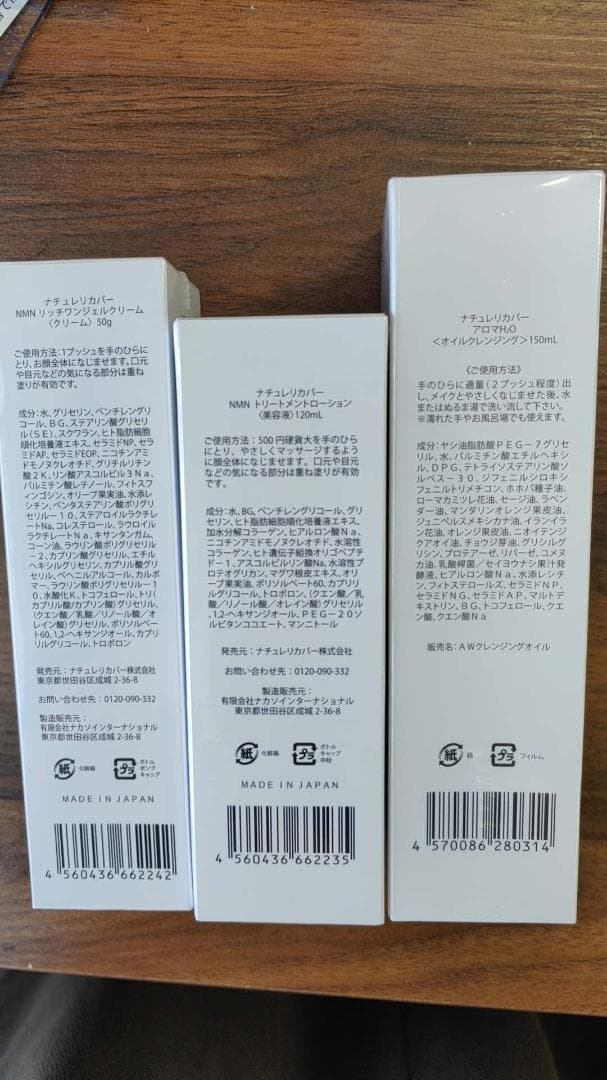 ナチュレリカバー
NMN リッチワンジェルクリーム
〈クリーム〉50g
ご使用方法:1プッシュを手のひらに
とり、お顔全体になじませます。口元
や目元などの気になる部分は重ね
塗りが有効です。
成分:水、グリセリン、ペンチレングリ
コール、BG、ステアリン酸グリセリ
ル(SE)、スクワラン、ヒト脂肪細胞
順化培養液エキス、セラミドNP、セ
ラミドAP、セラミドEOP、ニコチンアミ
ドモノヌクレオチド、グリチルリチン
酸2K、リン酸アスコルビル3Na、
パルミチン酸レチノール、フィトスフ
ィンゴシン、オリーブ果実油、水添レ
シチン、ペンタステアリン酸ポリグリ
セリル-10、ステアロイルラクチレ
ートNa、コレステロール、ラウロイル
ラクチレートNa、キサンタンガム、
コーン油、ラウリン酸ポリグリセリル
-2、カプリン酸グリセリル、エチル
ヘキシルグリセリン、カプリル酸グリ
セリル、ベヘニルアルコール、カルボ
マー、ラウリン酸ポリグリセリル-1
0、水酸化K、トコフェロール、トリ(
カプリル酸/カプリン酸)グリセリル、
(クエン酸/乳酸/リノール酸/オ
レイン酸)グリセリル、ポリソルベー
ト60、1,2-ヘキサンジオール、カプリ
リルグリコール、トロポロン
発売元:ナチュレリカバー株式会社
東京都世田谷区成城 2-36-8
お問い合わせ先:0120-090-332
製造販売元:
有限会社ナカソインターナショナル
東京都世田谷区成城 2-36-8
紙 化粧箱
プラ ボトル
ポンプ
キャップ
MADE IN JAPAN
4 560436 662242
ナチュレリカバー
NMN トリートメントローション
〈美容液〉120mL
ご使用方法:500円硬貨大を手のひら
にとり、やさしくマッサージするよう
に顔全体になじませます。口元や目元
などの気になる部分は重ね塗りが有
効です。
成分:水、BG、ペンチレングリコール、グリ
セリン、ヒト脂肪細胞順化培養液エキス、
加水分解コラーゲン、ヒアルロン酸Na、
ニコチンアミドモノヌクレオチド、水溶性
コラーゲン、ヒト遺伝子組換オリゴペプチ
ド-1、アスコルビルリン酸Na、水溶性プ
ロテオグリカン、マグワ根皮エキス、オリ
ーブ果実油、ポリソルベート60、カプリリ
ルグリコール、トロポロン、(クエン酸/乳
酸/リノール酸/オレイン酸)グリセリル
、1,2-ヘキサンジオール、PEG-20ソ
ルビタンココエート、マンニトール
発売元:ナチュレリカバー株式会社
東京都世田谷区成城 2-36-8
お問い合わせ先:0120-090-332
製造販売元:
有限会社ナカソインターナショナル
東京都世田谷区成城 2-36-8
紙 化粧箱
プラ ボトル
キャップ
中栓
MADE IN JAPAN
4 560436 662235
ナチュレリカバー
アロマH₂O
<オイルクレンジング>150mL
《ご使用方法》
手のひらに適量(2プッシュ程度)出
し、メイクとやさしくなじませた後、水
またはぬるま湯で洗い流して下さい。
※濡れた手やお風呂場でも使えます。
成分:ヤシ油脂肪酸PEG-7グリセ
リル、水、パルミチン酸エチルヘキシ
ル、DPG、テトライソステアリン酸ソ
ルベス-30、ジフェニルシロキシ
フェニルトリメチコン、ホホバ種子油、
ローマカミツレ花油、セージ油、ラベン
ダー油、マンダリンオレンジ果皮油、
ジュニペルスメキシカナ油、イランイラ
ン花油、オレンジ果皮油、ニオイテンジ
クアオイ油、チョウジ芽油、グリシルグ
リシン、プロテアーゼ、リパーゼ、コメヌ
カ油、乳酸桿菌/セイヨウナシ果汁発
酵液、ヒアルロン酸Na、水添レシチ
ン、フィトステロールズ、セラミドNP、
セラミドNG、セラミドAP、マルトデ
キストリン、BG、トコフェロール、クエ
ン酸、クエン酸Na
販売名:AWクレンジングオイル
紙 箱
プラ フィルム
4 570086 280314